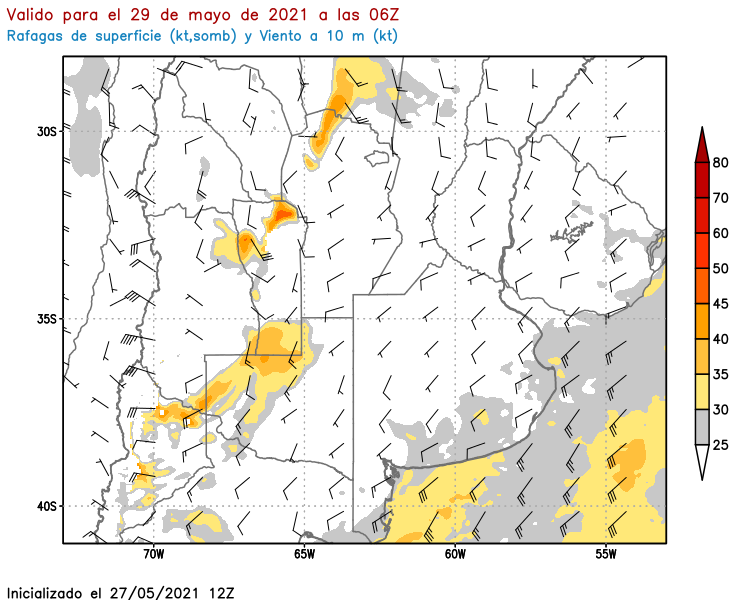 Valido para el 29 de mayo de 2021 a las 06Z
Rafagas de superficie (kt,somb) y Viento a 10 m (kt)
30S
35S
40S
70W
65W
60W
55W
80
70
60
50
45
40
35
30
25
Inicializado el 27/05/2021 12Z